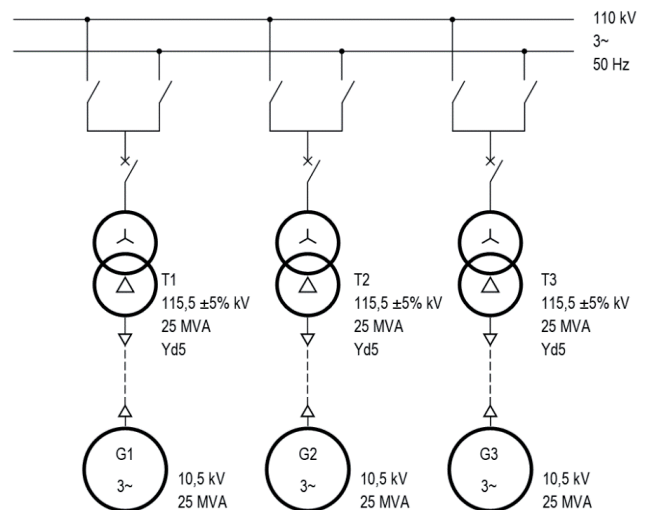 110 kV
3~
50 Hz
T1
115,5 ±5% kV
25 MVA
Yd5
T2
115,5 ±5% kV
25 MVA
Yd5
T3
115,5 ±5% kV
25 MVA
Yd5
G1
3~
10,5 kV
25 MVA
G2
3~
10,5 kV
25 MVA
G3
3~
10,5 kV
25 MVA